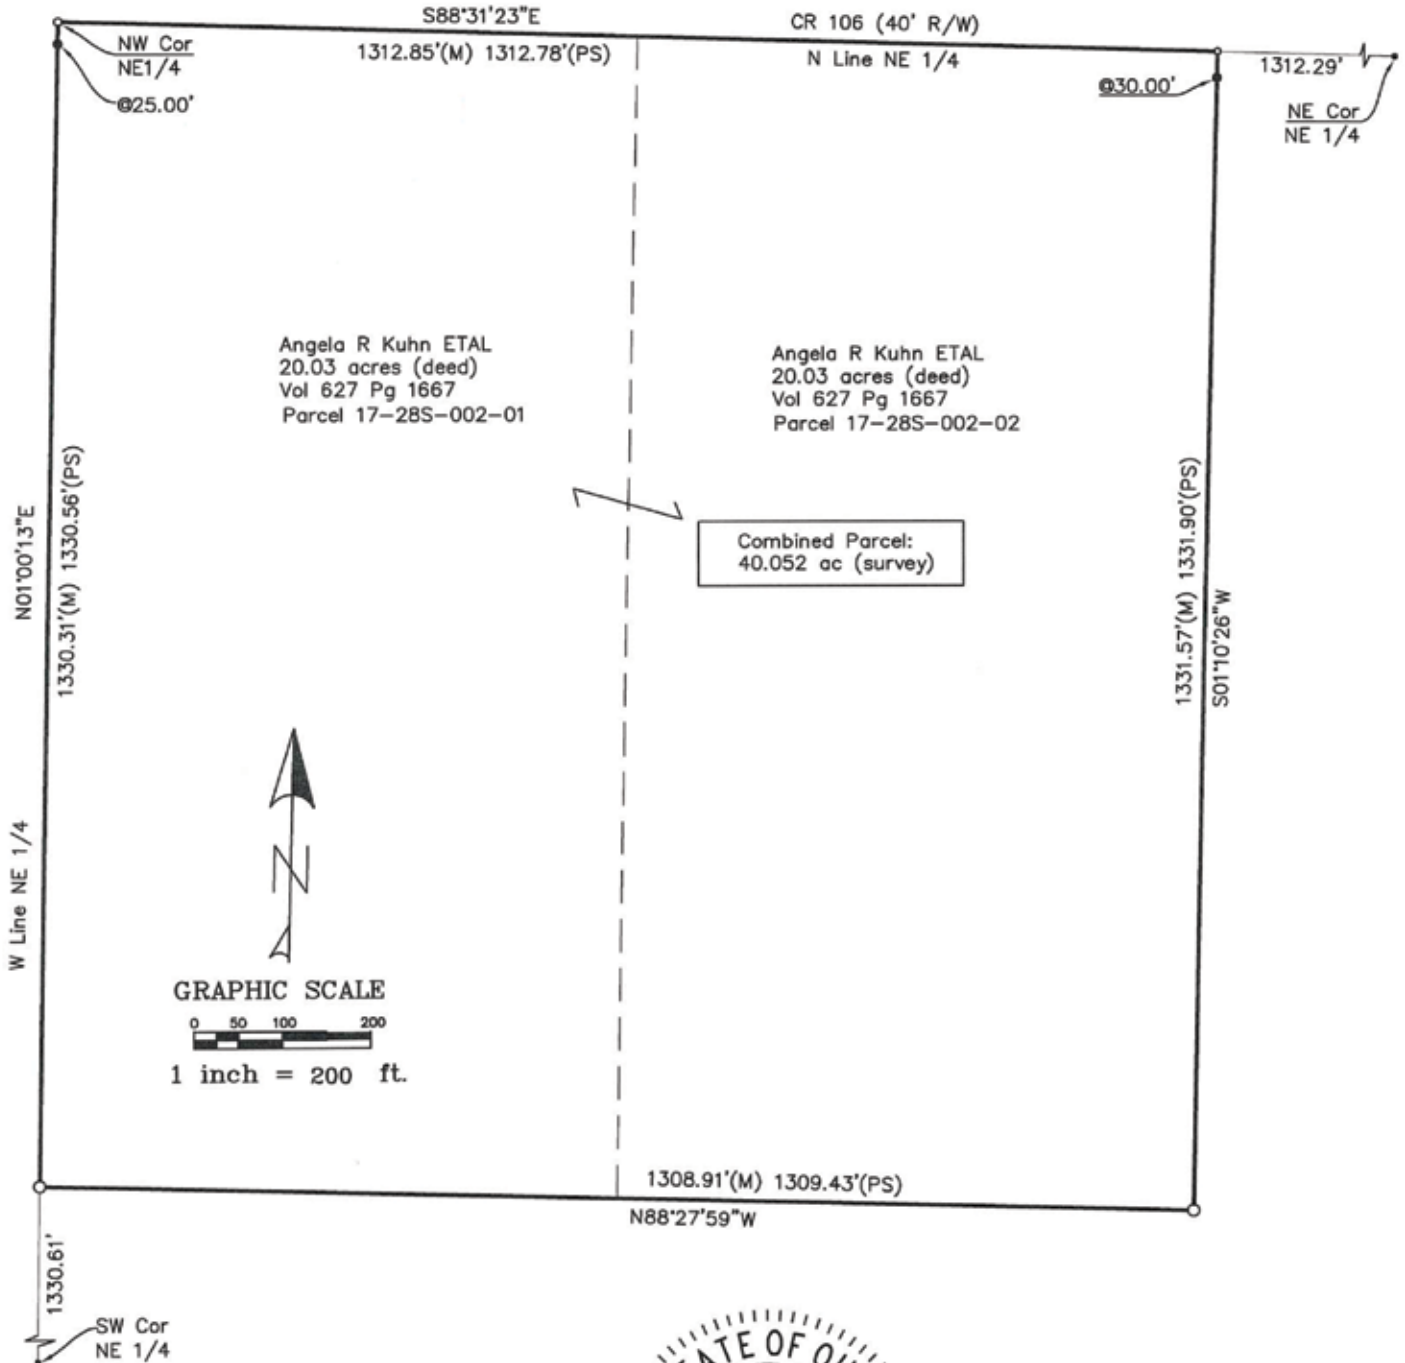 S88°31'23"E
CR 106 (40' R/W)
NW Cor
NE1/4
1312.85'(M) 1312.78'(PS)
N Line NE 1/4
1312.29'
@25.00'
@30.00'
NE Cor
NE 1/4
Angela R Kuhn ETAL
20.03 acres (deed)
Vol 627 Pg 1667
Parcel 17-28S-002-01
Angela R Kuhn ETAL
20.03 acres (deed)
Vol 627 Pg 1667
Parcel 17-28S-002-02
N01°00'13"E
1330.31'(M) 1330.56'(PS)
Combined Parcel:
40.052 ac (survey)
1331.57'(M) 1331.90'(PS)
S01°10'26"W
W Line NE 1/4
N
GRAPHIC SCALE
0 50 100 200
1 inch = 200 ft.
1308.91'(M) 1309.43'(PS)
N88°27'59"W
1330.61'
SW Cor
NE 1/4